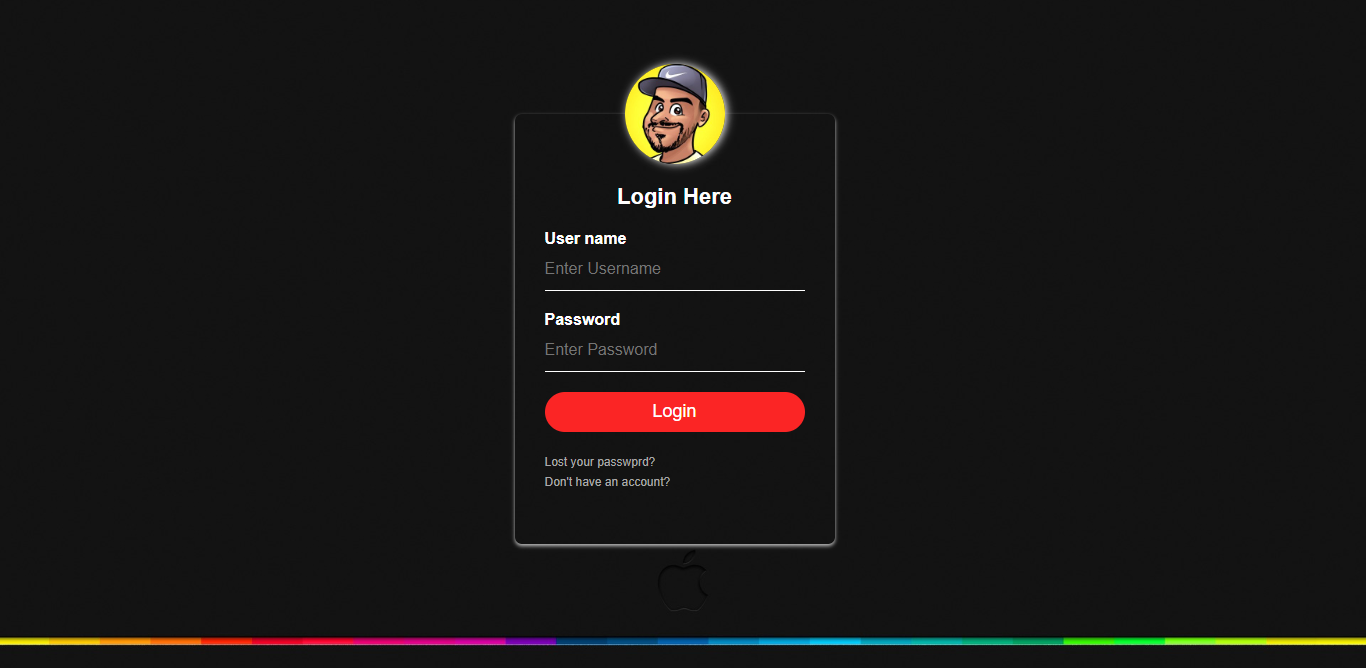 Login Here
User name
Enter Username
Password
Enter Password
Login
Lost your passwprd?
Don't have an account?